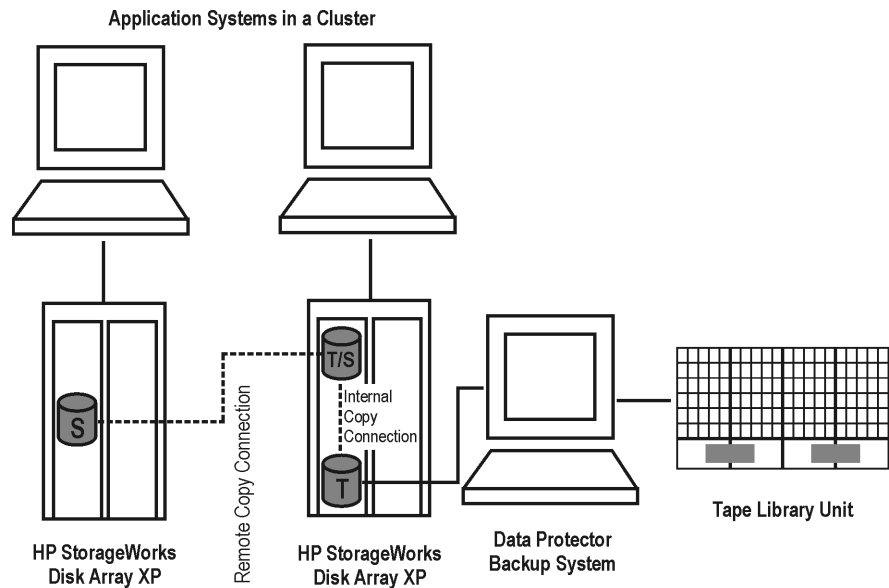 Application Systems in a Cluster
S
T/S
Internal
Copy
Connection
T
Remote Copy Connection
HP StorageWorks
Disk Array XP
HP StorageWorks
Disk Array XP
Data Protector
Backup System
Tape Library Unit